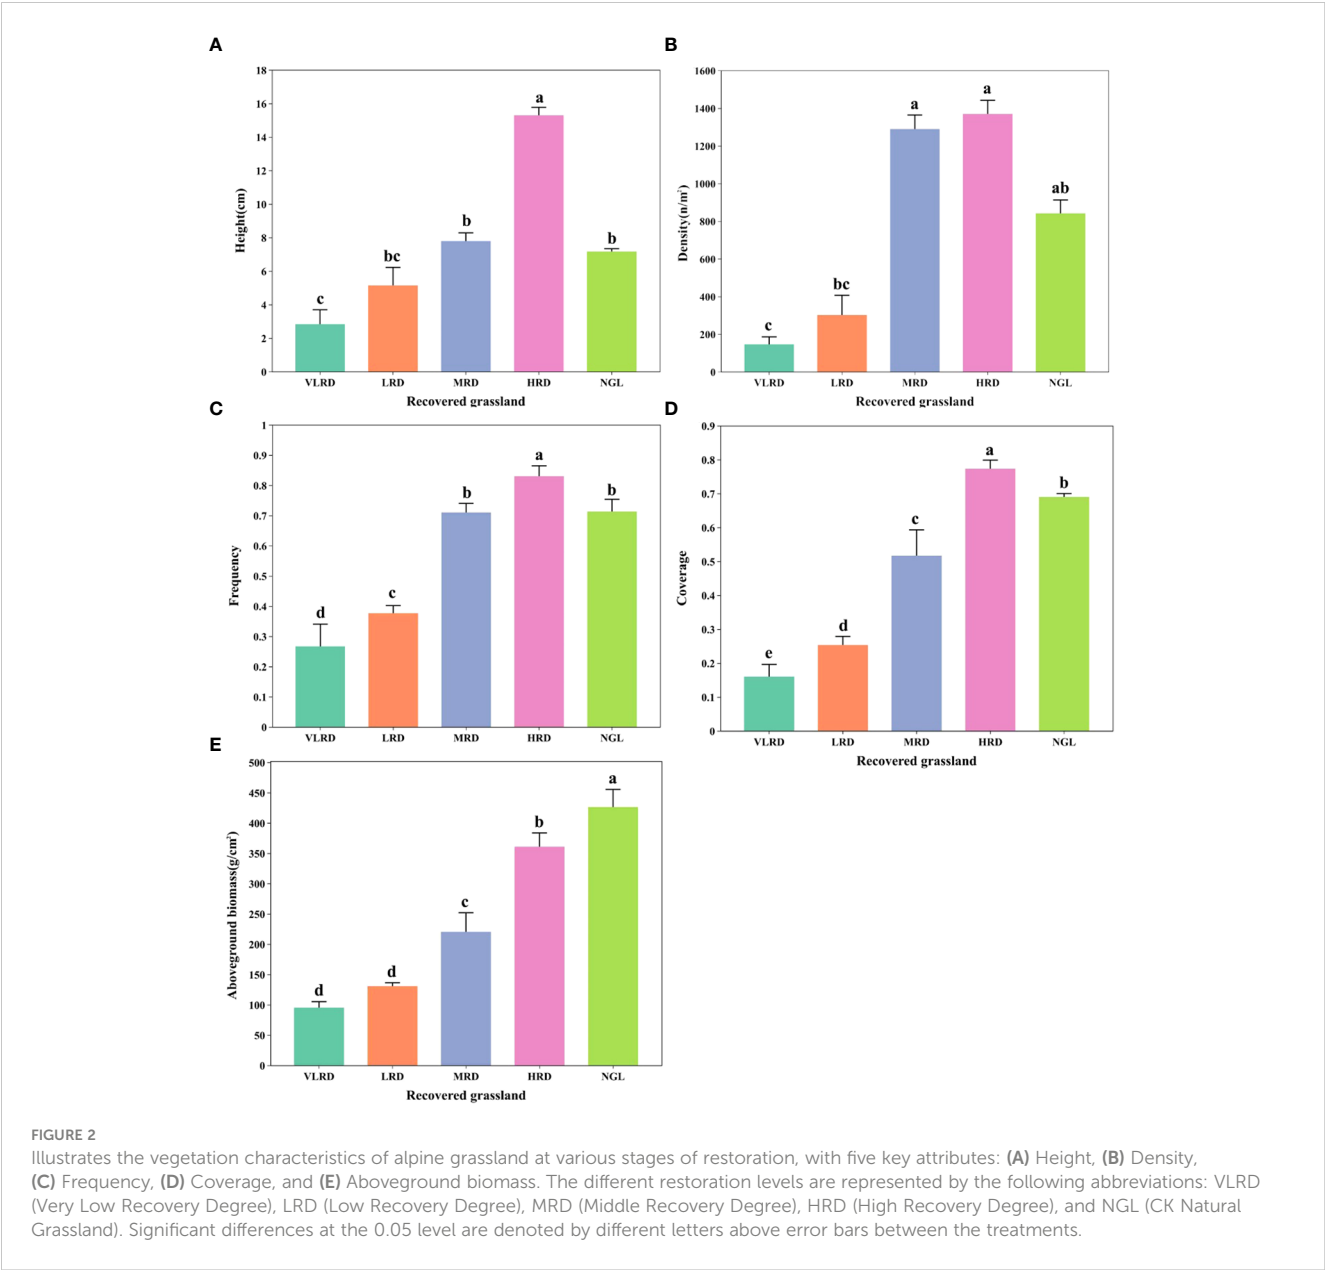 A
18
16
14
12
10
8
6
4
2
0
Height(cm)
c
bc
b
a
b
VLRD LRD MRD HRD NGL
Recovered grassland
B
1600
1400
1200
1000
800
600
400
200
0
Density(n/m²)
c
bc
a
a
ab
VLRD LRD MRD HRD NGL
Recovered grassland
C
1
0.9
0.8
0.7
0.6
0.5
0.4
0.3
0.2
0.1
0
Frequency
d
c
b
a
b
VLRD LRD MRD HRD NGL
Recovered grassland
D
0.9
0.8
0.7
0.6
0.5
0.4
0.3
0.2
0.1
0
Coverage
e
d
c
a
b
VLRD LRD MRD HRD NGL
Recovered grassland
E
500
450
400
350
300
250
200
150
100
50
0
Aboveground biomass(g/cm²)
d
d
c
b
a
VLRD LRD MRD HRD NGL
Recovered grassland
FIGURE 2
Illustrates the vegetation characteristics of alpine grassland at various stages of restoration, with five key attributes: (A) Height, (B) Density,
(C) Frequency, (D) Coverage, and (E) Aboveground biomass. The different restoration levels are represented by the following abbreviations: VLRD
(Very Low Recovery Degree), LRD (Low Recovery Degree), MRD (Middle Recovery Degree), HRD (High Recovery Degree), and NGL (CK Natural
Grassland). Significant differences at the 0.05 level are denoted by different letters above error bars between the treatments.